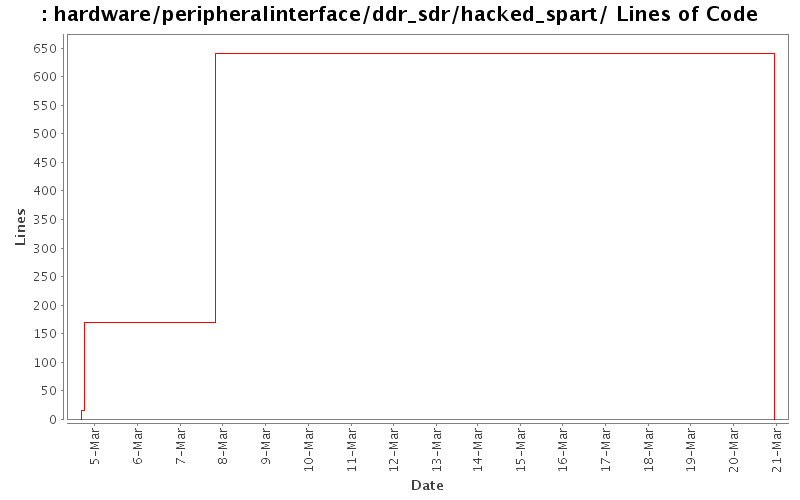 : hardware/peripheralinterface/ddr_sdr/hacked_spart/ Lines of Code
650
600
550
500
450
400
350
300
250
200
150
100
50
0
Lines
5-Mar
6-Mar
7-Mar
8-Mar
9-Mar
10-Mar
11-Mar
12-Mar
13-Mar
14-Mar
15-Mar
16-Mar
17-Mar
18-Mar
19-Mar
20-Mar
21-Mar
Date